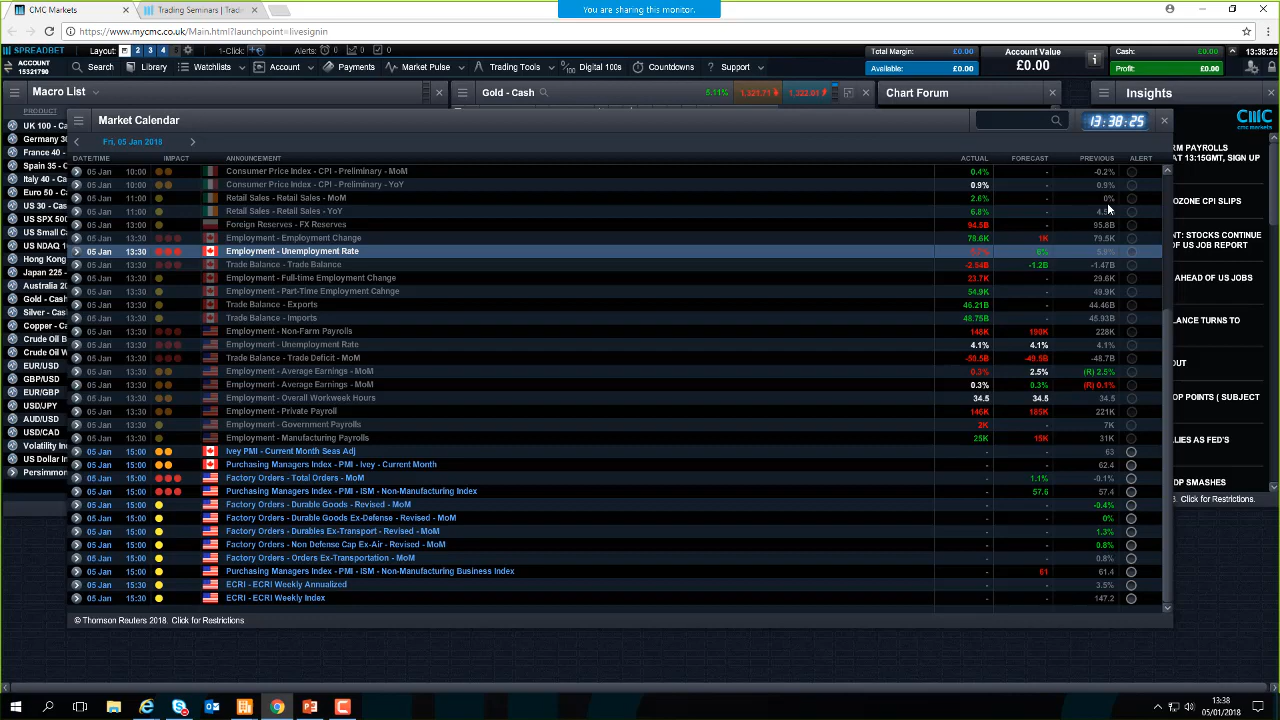 CMC Markets
Trading Seminars | Trade
You are sharing this monitor.
https://www.mycmc.co.uk/Main.html?launchpoint=livesignin
SPREADBET Layout: 2 3 4 1-Click: Alerts: 0 0 0
Total Margin: £0.00 Account Value Cash: £0.00 13:38:25
ACCOUNT 15321790 Search Library Watchlists Account Payments Market Pulse Trading Tools Digital 100s Countdowns Support
Available: £0.00 £0.00 Profit: £0.00
Macro List Gold - Cash 5.11% 1,321.71 1,322.01 Chart Forum Insights
PRODUCT
UK 100 - Ca
Germany 30
France 40 -
Spain 35 -
Italy 40 - Ca
Euro 50 - Ca
US 30 - Cas
US SPX 500
US Small C
US NDAQ 1
Hong Kong
Japan 225 -
Australia 20
Gold - Cash
Silver - Cas
Copper - Ca
Crude Oil B
Crude Oil W
EUR/USD
GBP/USD
EUR/GBP
USD/JPY
AUD/USD
USD/CAD
Volatility In
US Dollar In
Persimmon
Market Calendar 13:38:25
Fri, 05 Jan 2018
DATE/TIME IMPACT ANNOUNCEMENT ACTUAL FORECAST PREVIOUS ALERT
05 Jan 10:00 Consumer Price Index - CPI - Preliminary - MoM 0.4% - -0.2%
05 Jan 10:00 Consumer Price Index - CPI - Preliminary - YoY 0.9% - 0.9%
05 Jan 11:00 Retail Sales - Retail Sales - MoM 2.6% - 0%
05 Jan 11:00 Retail Sales - Retail Sales - YoY 6.8% -
05 Jan 13:00 Foreign Reserves - FX Reserves 94.5B - 95.8B
05 Jan 13:30 Employment - Employment Change 78.6K 1K 79.5K
05 Jan 13:30 Employment - Unemployment Rate 6%
05 Jan 13:30 Trade Balance - Trade Balance -2.54B -1.2B -1.47B
05 Jan 13:30 Employment - Full-time Employment Change 23.7K - 29.6K
05 Jan 13:30 Employment - Part-Time Employment Cahnge 54.9K - 49.9K
05 Jan 13:30 Trade Balance - Exports 46.21B - 44.46B
05 Jan 13:30 Trade Balance - Imports 48.75B - 45.93B
05 Jan 13:30 Employment - Non-Farm Payrolls 148K 190K 228K
05 Jan 13:30 Employment - Unemployment Rate 4.1% 4.1% 4.1%
05 Jan 13:30 Trade Balance - Trade Deficit - MoM -50.5B -49.5B -48.7B
05 Jan 13:30 Employment - Average Earnings - MoM 0.3% 2.5% (R) 2.5%
05 Jan 13:30 Employment - Average Earnings - MoM 0.3% 0.3% (R) 0.1%
05 Jan 13:30 Employment - Overall Workweek Hours 34.5 34.5 34.5
05 Jan 13:30 Employment - Private Payroll 146K 185K 221K
05 Jan 13:30 Employment - Government Payrolls 2K - 7K
05 Jan 13:30 Employment - Manufacturing Payrolls 25K 15K 31K
05 Jan 15:00 Ivey PMI - Current Month Seas Adj - - 63
05 Jan 15:00 Purchasing Managers Index - PMI - Ivey - Current Month - - 62.4
05 Jan 15:00 Factory Orders - Total Orders - MoM - 1.1% -0.1%
05 Jan 15:00 Purchasing Managers Index - PMI - ISM - Non-Manufacturing Index - 57.6 57.4
05 Jan 15:00 Factory Orders - Durable Goods - Revised - MoM - - -0.4%
05 Jan 15:00 Factory Orders - Durable Goods Ex-Defense - Revised - MoM - - 0%
05 Jan 15:00 Factory Orders - Durables Ex-Transport - Revised - MoM - - 1.3%
05 Jan 15:00 Factory Orders - Non Defense Cap Ex-Air - Revised - MoM - - 0.8%
05 Jan 15:00 Factory Orders - Orders Ex-Transportation - MoM - - 0.8%
05 Jan 15:00 Purchasing Managers Index - PMI - ISM - Non-Manufacturing Business Index - 61 61.4
05 Jan 15:30 ECRI - ECRI Weekly Annualized - - 3.5%
05 Jan 15:30 ECRI - ECRI Weekly Index - - 147.2
© Thomson Reuters 2018. Click for Restrictions
CMC
cmc markets
RM PAYROLLS
AT 13:15GMT, SIGN UP
OZONE CPI SLIPS
ENT: STOCKS CONTINUE
OF US JOB REPORT
AHEAD OF US JOBS
LANCE TURNS TO
OUT
OP POINTS ( SUBJECT
LIES AS FED'S
DP SMASHES
8. Click for Restrictions.
13:38
05/01/2018